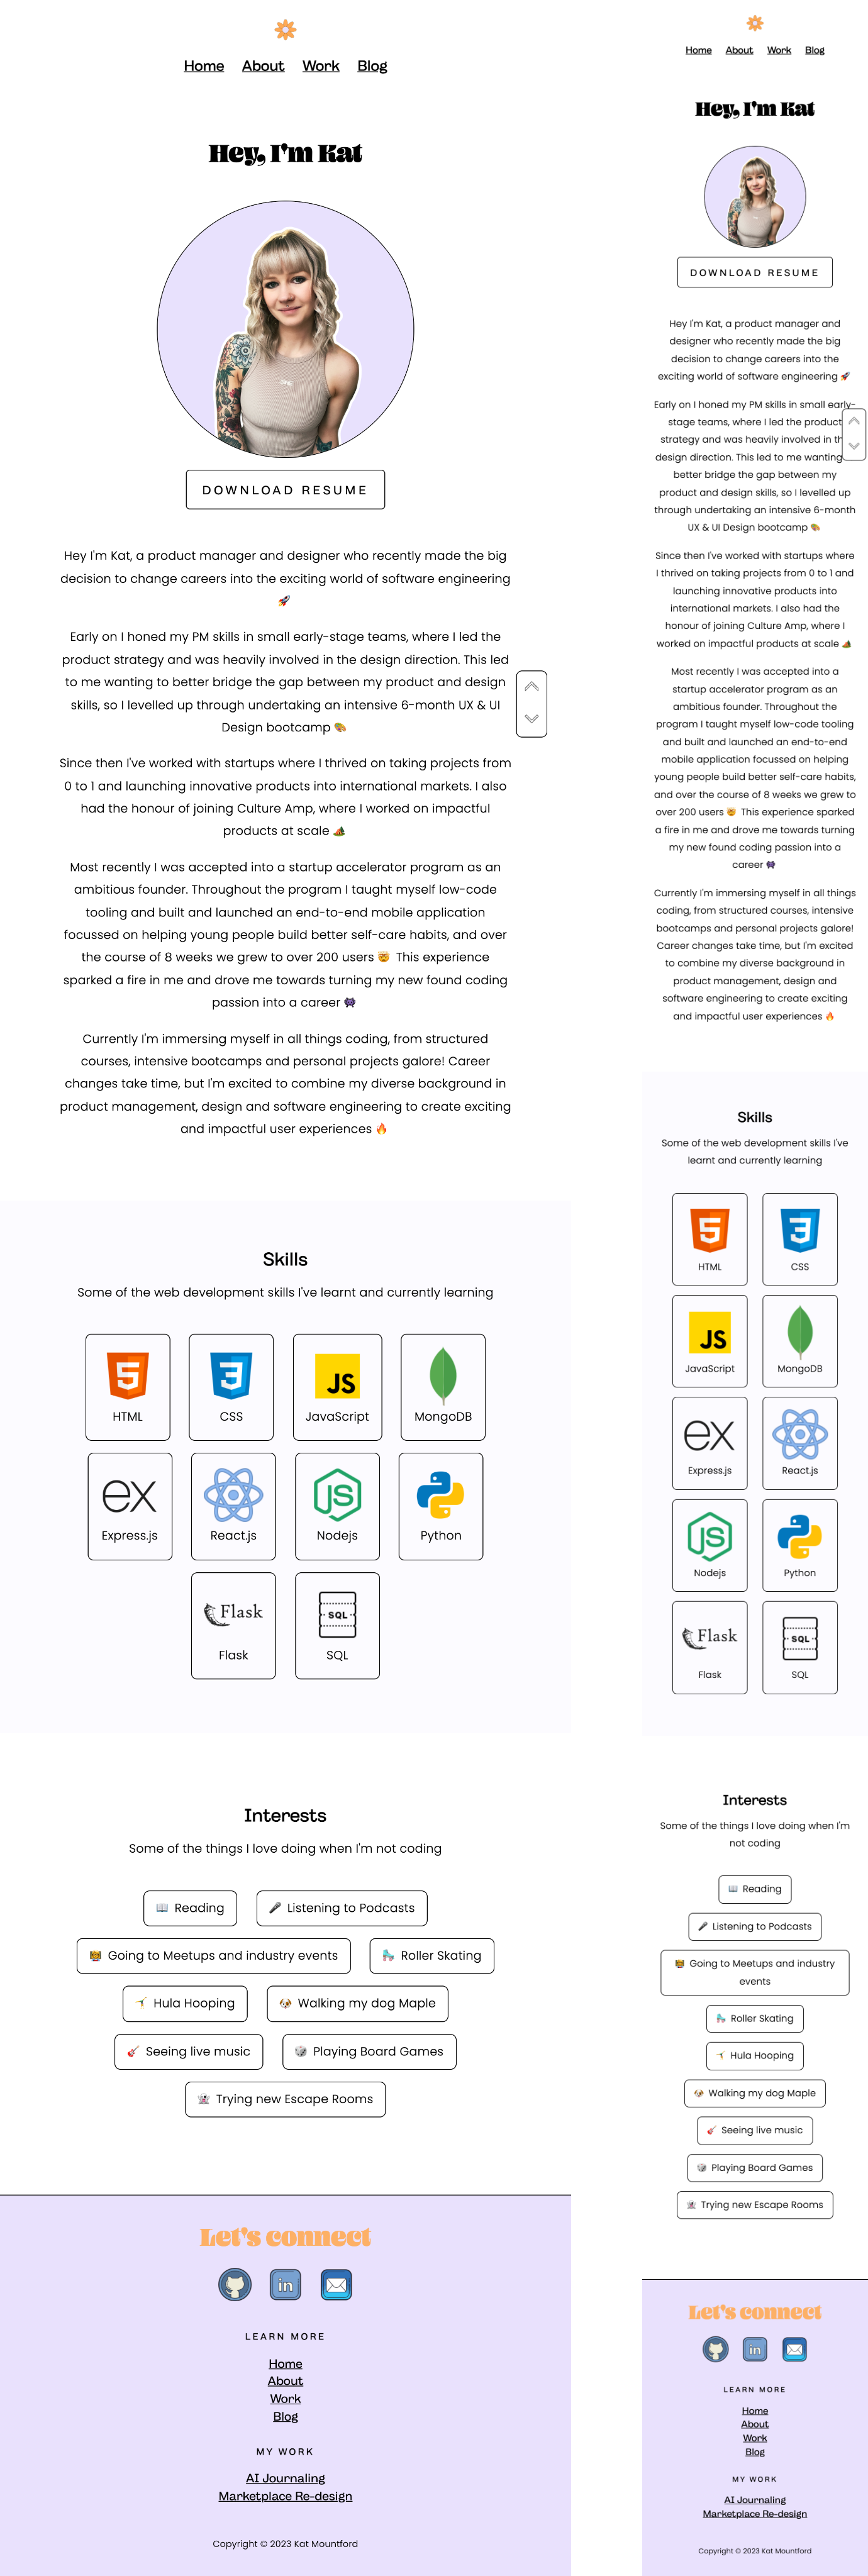 Home About Work Blog
Hey, I'm Kat
DOWNLOAD RESUME
Hey I'm Kat, a product manager and designer who recently made the big
decision to change careers into the exciting world of software engineering
🚀
Early on I honed my PM skills in small early-stage teams, where I led the
product strategy and was heavily involved in the design direction. This led
to me wanting to better bridge the gap between my product and design
skills, so I levelled up through undertaking an intensive 6-month UX & UI
Design bootcamp 🎨
Since then I've worked with startups where I thrived on taking projects from
0 to 1 and launching innovative products into international markets. I also
had the honour of joining Culture Amp, where I worked on impactful
products at scale 🏕️
Most recently I was accepted into a startup accelerator program as an
ambitious founder. Throughout the program I taught myself low-code
tooling and built and launched an end-to-end mobile application
focussed on helping young people build better self-care habits, and over
the course of 8 weeks we grew to over 200 users 🤯 This experience
sparked a fire in me and drove me towards turning my new found coding
passion into a career 👾
Currently I'm immersing myself in all things coding, from structured
courses, intensive bootcamps and personal projects galore! Career
changes take time, but I'm excited to combine my diverse background in
product management, design and software engineering to create exciting
and impactful user experiences 🔥
Skills
Some of the web development skills I've learnt and currently learning
HTML CSS JavaScript MongoDB
Express.js React.js Nodejs Python
Flask SQL
Interests
Some of the things I love doing when I'm not coding
📖 Reading 🎤 Listening to Podcasts
Going to Meetups and industry events 🛼 Roller Skating
🤸 Hula Hooping 🐶 Walking my dog Maple
🎸 Seeing live music 🎲 Playing Board Games
Trying new Escape Rooms
Let's connect
in
LEARN MORE
Home
About
Work
Blog
MY WORK
AI Journaling
Marketplace Re-design
Copyright © 2023 Kat Mountford
Home About Work Blog
Hey, I'm Kat
DOWNLOAD RESUME
Hey I'm Kat, a product manager and
designer who recently made the big
decision to change careers into the
exciting world of software engineering 🚀
Early on I honed my PM skills in small early-
stage teams, where I led the product
strategy and was heavily involved in
design direction. This led to me wanting
better bridge the gap between my
product and design skills, so I levelled up
through undertaking an intensive 6-month
UX & UI Design bootcamp 🎨
Since then I've worked with startups where
I thrived on taking projects from 0 to 1 and
launching innovative products into
international markets. I also had the
honour of joining Culture Amp, where I
worked on impactful products at scale 🏕️
Most recently I was accepted into a
startup accelerator program as an
ambitious founder. Throughout the
program I taught myself low-code tooling
and built and launched an end-to-end
mobile application focussed on helping
young people build better self-care habits,
and over the course of 8 weeks we grew to
over 200 users 🤯 This experience sparked
a fire in me and drove me towards turning
my new found coding passion into a
career 👾
Currently I'm immersing myself in all things
coding, from structured courses, intensive
bootcamps and personal projects galore!
Career changes take time, but I'm excited
to combine my diverse background in
product management, design and
software engineering to create exciting
and impactful user experiences 🔥
Skills
Some of the web development skills I've
learnt and currently learning
HTML CSS
JavaScript MongoDB
Express.js React.js
Nodejs Python
Flask SQL
Interests
Some of the things I love doing when I'm
not coding
📖 Reading
🎤 Listening to Podcasts
Going to Meetups and industry
events
🛼 Roller Skating
🤸 Hula Hooping
🐶 Walking my dog Maple
🎸 Seeing live music
🎲 Playing Board Games
Trying new Escape Rooms
Let's connect
in
LEARN MORE
Home
About
Work
Blog
MY WORK
AI Journaling
Marketplace Re-design
Copyright © 2023 Kat Mountford